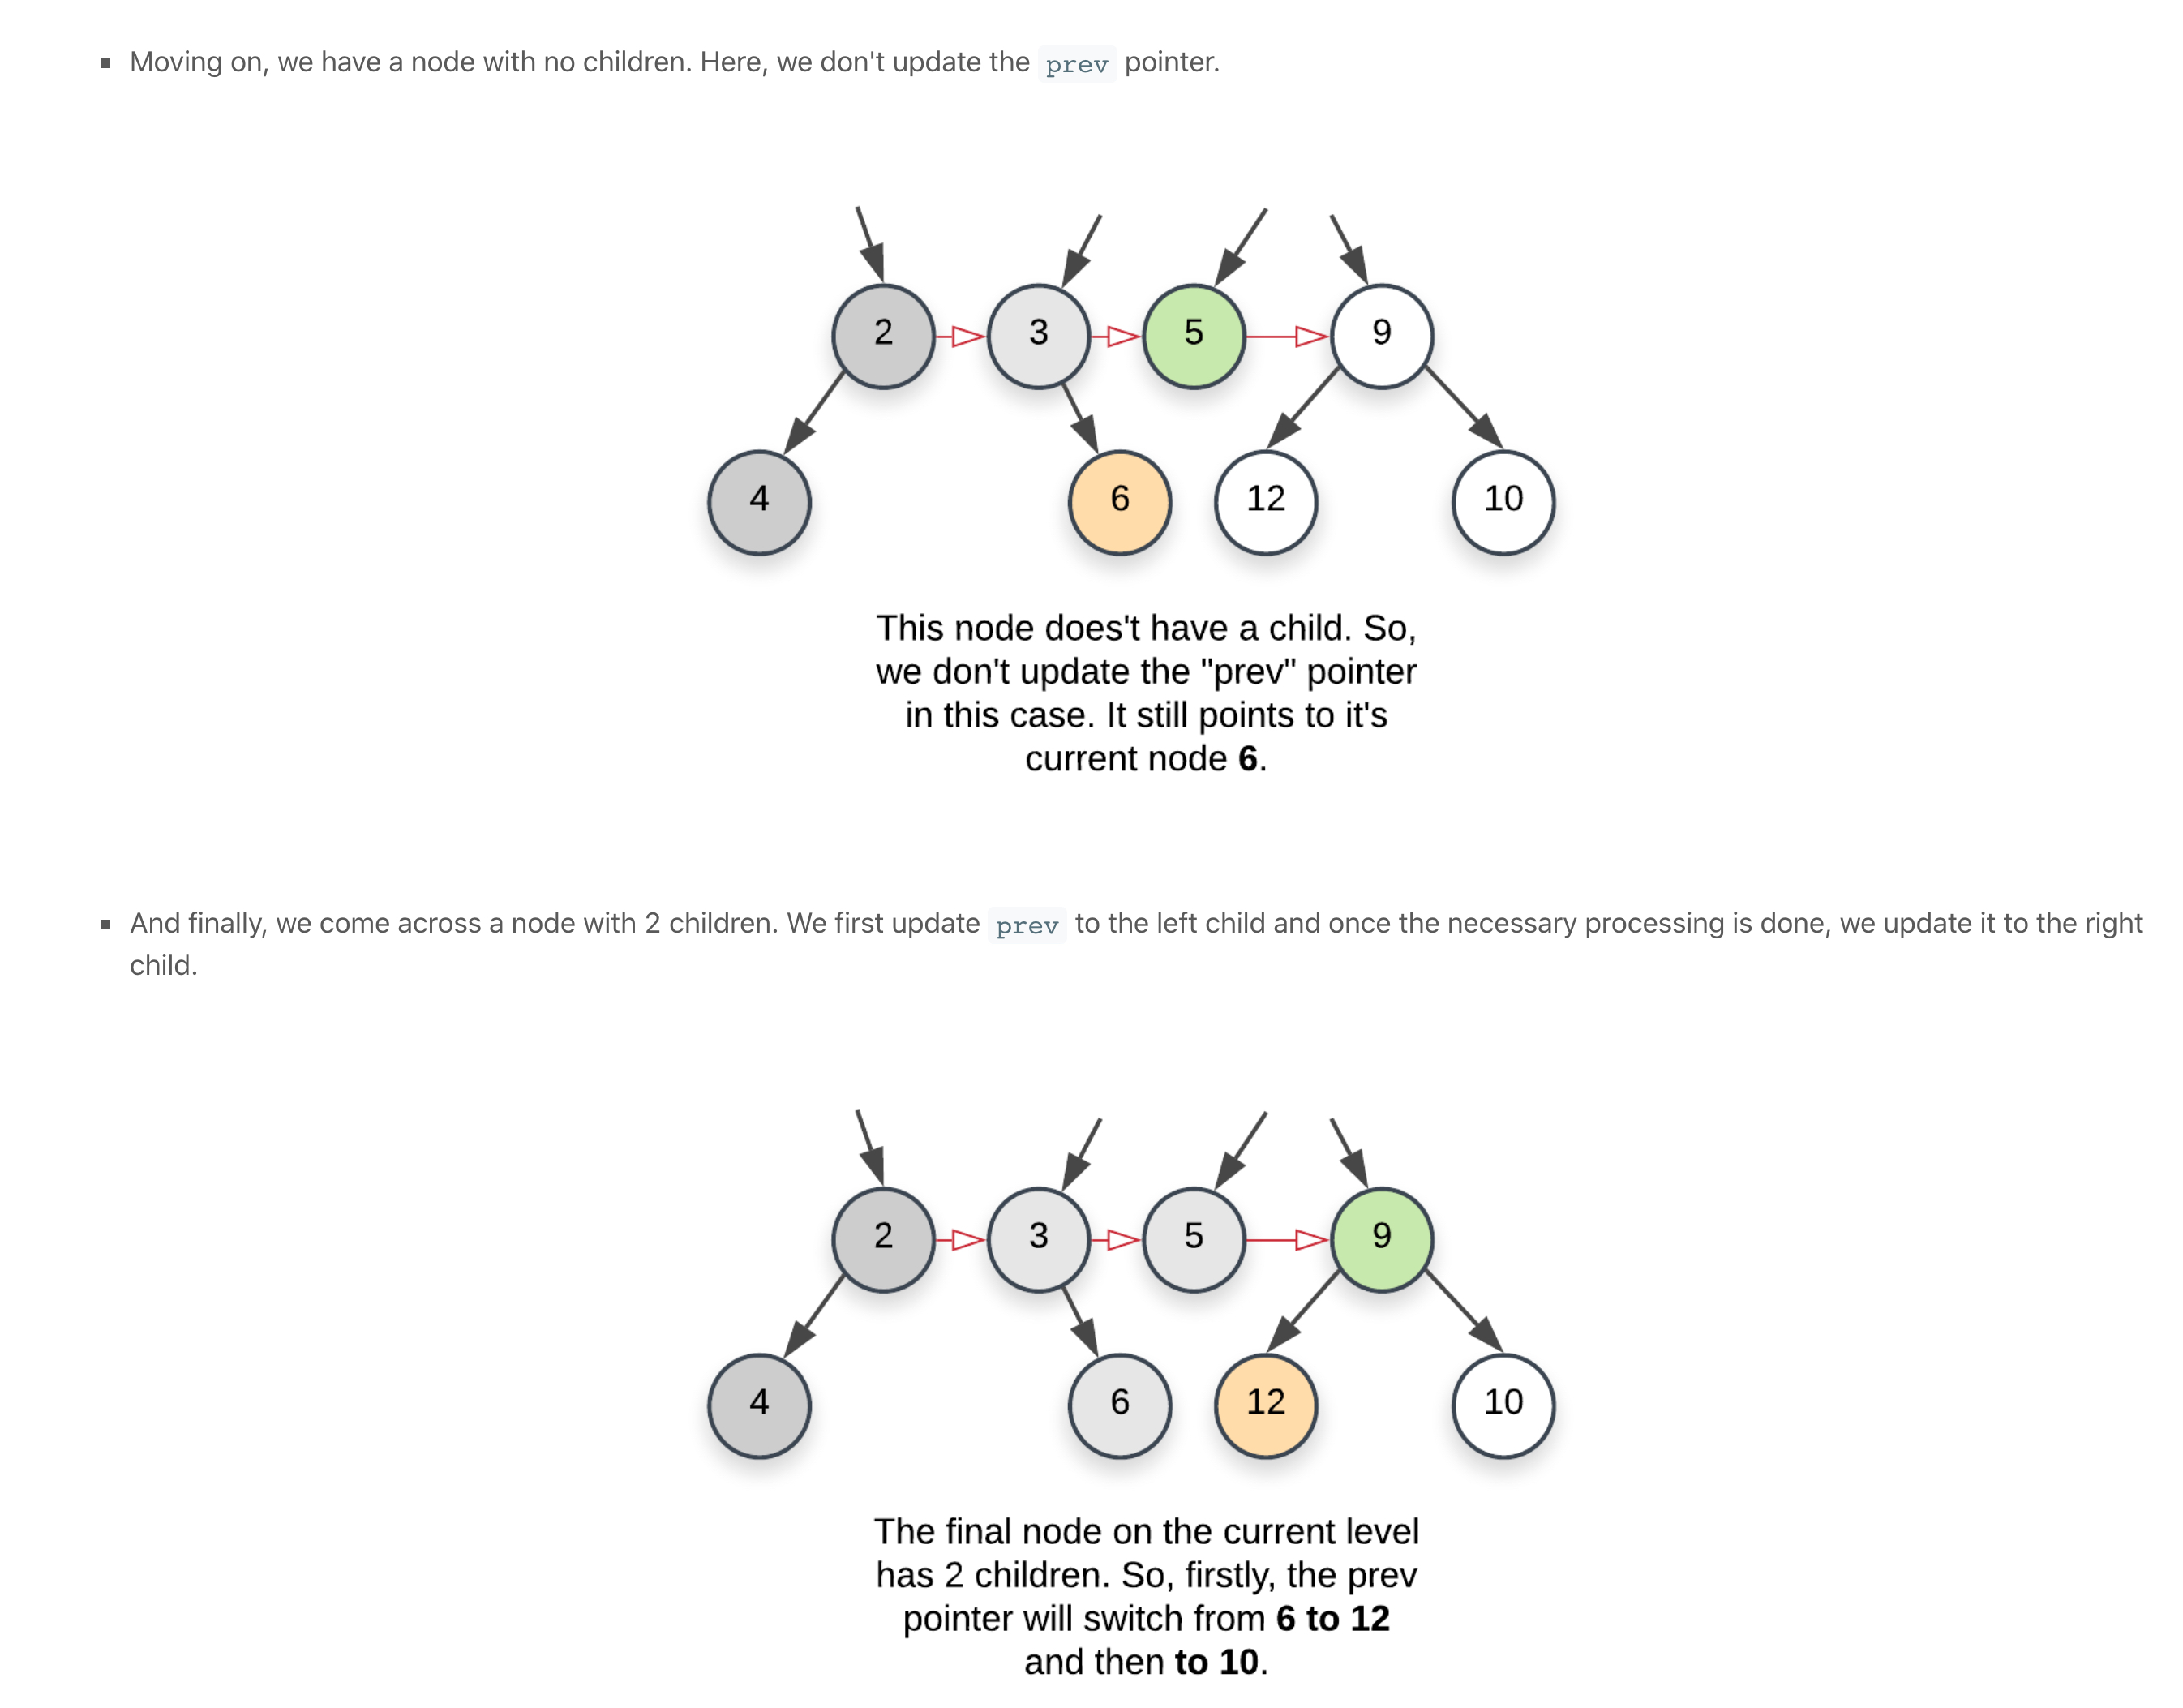 Moving on, we have a node with no children. Here, we don't update the prev pointer.
2 3 5 9
4 6 12 10
This node does't have a child. So,
we don't update the "prev" pointer
in this case. It still points to it's
current node 6.
And finally, we come across a node with 2 children. We first update prev to the left child and once the necessary processing is done, we update it to the right
child.
2 3 5 9
4 6 12 10
The final node on the current level
has 2 children. So, firstly, the prev
pointer will switch from 6 to 12
and then to 10.